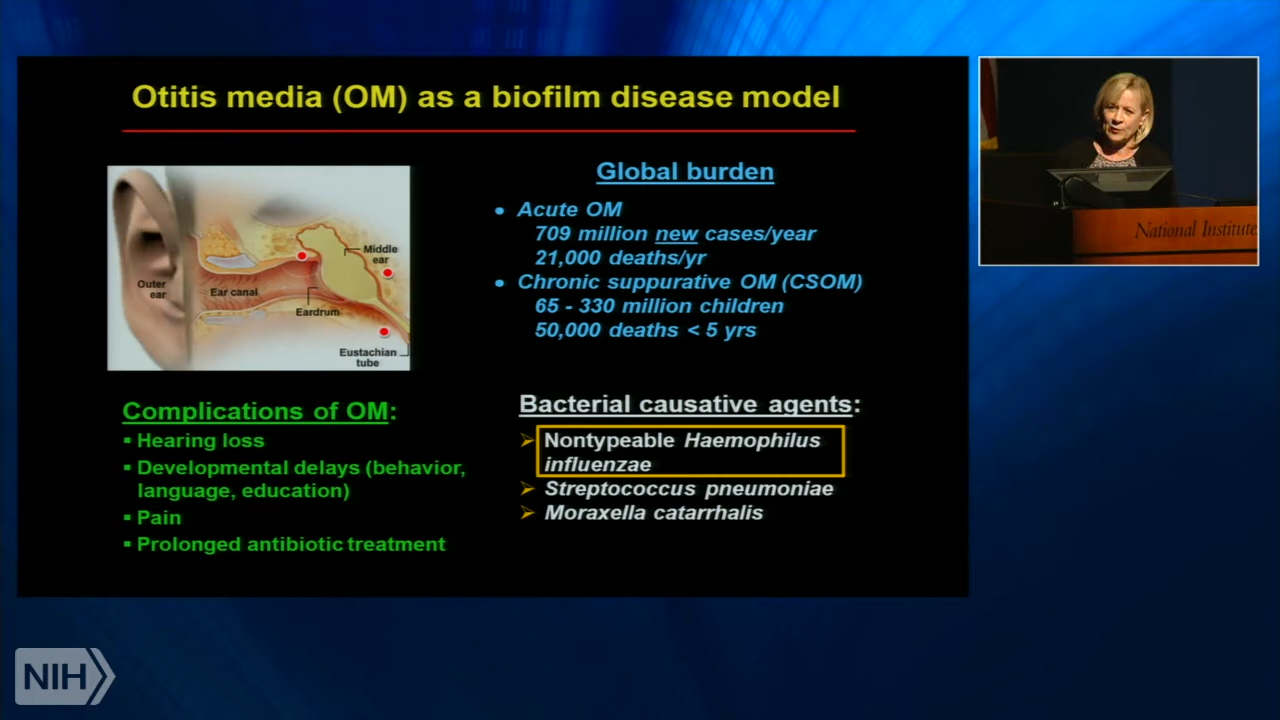 Otitis media (OM) as a biofilm disease model
Outer
ear
Ear canal
Eardrum
Middle
ear
Eustachian
tube
Global burden
• Acute OM
709 million new cases/year
21,000 deaths/yr
• Chronic suppurative OM (CSOM)
65 - 330 million children
50,000 deaths < 5 yrs
Complications of OM:
▪ Hearing loss
▪ Developmental delays (behavior,
language, education)
▪ Pain
▪ Prolonged antibiotic treatment
Bacterial causative agents:
➢ Nontypeable Haemophilus
influenzae
➢ Streptococcus pneumoniae
➢ Moraxella catarrhalis
National Institute
NIH